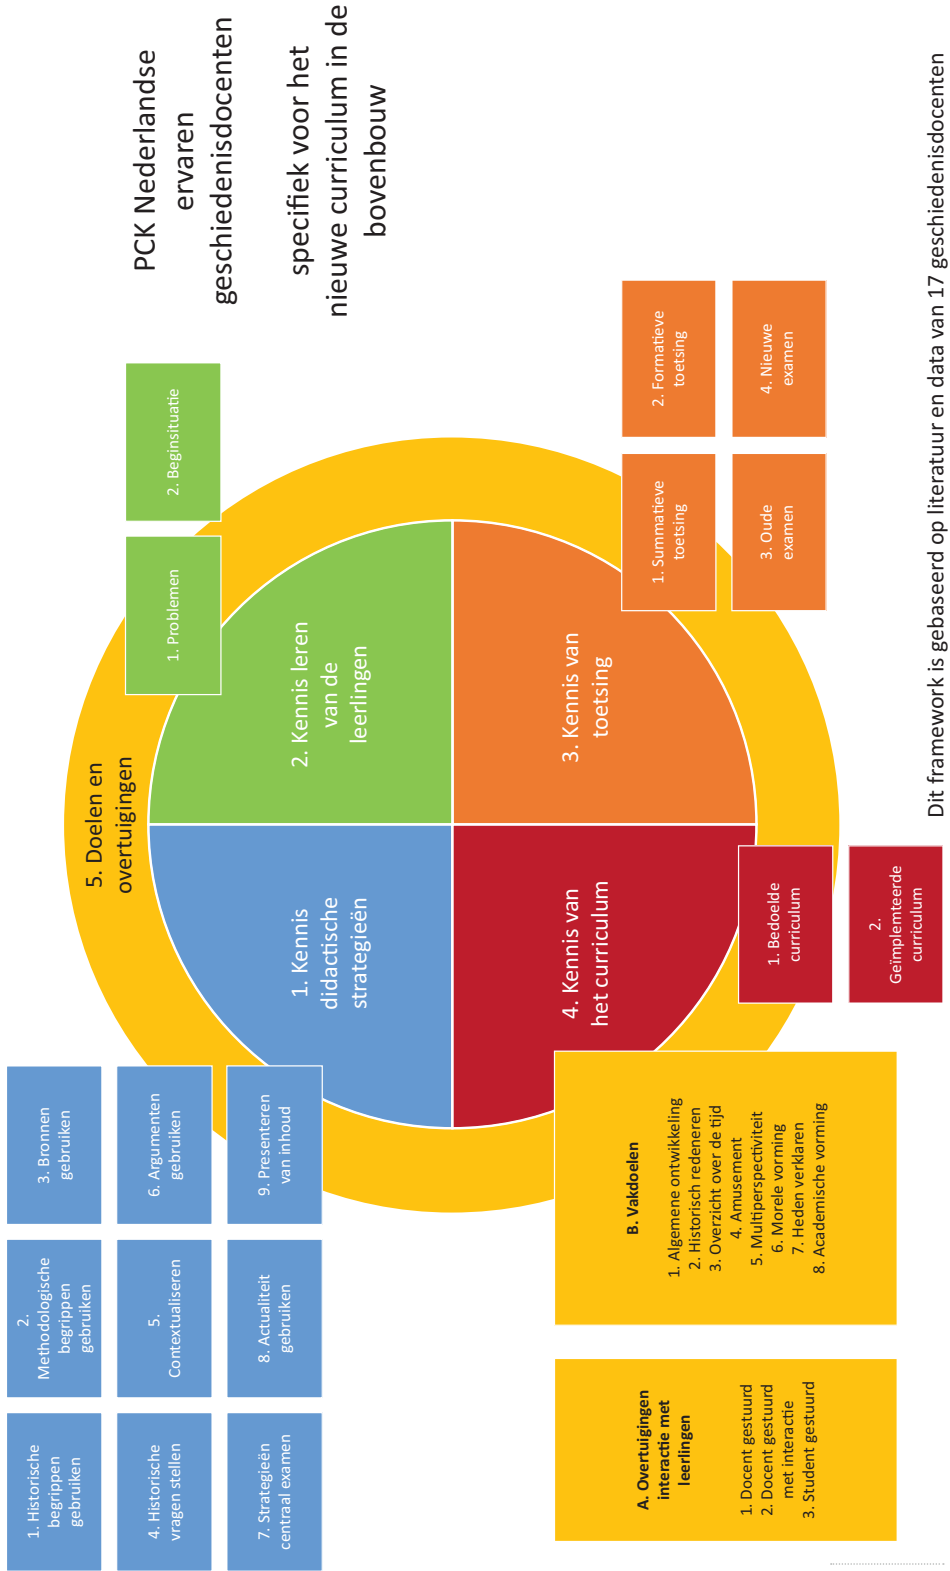 1. Historische
begrippen
gebruiken
2.
Methodologische
begrippen
gebruiken
3. Bronnen
gebruiken
4. Historische
vragen stellen
5.
Contextualiseren
6. Argumenten
gebruiken
7. Strategieën
centraal examen
8. Actualiteit
gebruiken
9. Presenteren
van inhoud
5. Doelen en
overtuigingen
1. Problemen
2. Beginsituatie
PCK Nederlandse
ervaren
geschiedenisdocenten
specifiek voor het
nieuwe curriculum in de
bovenbouw
1. Kennis
didactische
strategieën
2. Kennis leren
van de
leerlingen
4. Kennis van
het curriculum
3. Kennis van
toetsing
A. Overtuigingen
interactie met
leerlingen
1. Docent gestuurd
2. Docent gestuurd
met interactie
3. Student gestuurd
B. Vakdoelen
1. Algemene ontwikkeling
2. Historisch redeneren
3. Overzicht over de tijd
4. Amusement
5. Multiperspectiviteit
6. Morele vorming
7. Heden verklaren
8. Academische vorming
1. Bedoelde
curriculum
2.
Geïmplemteerde
curriculum
1. Summatieve
toetsing
2. Formatieve
toetsing
3. Oude
examen
4. Nieuwe
examen
Dit framework is gebaseerd op literatuur en data van 17 geschiedenisdocenten